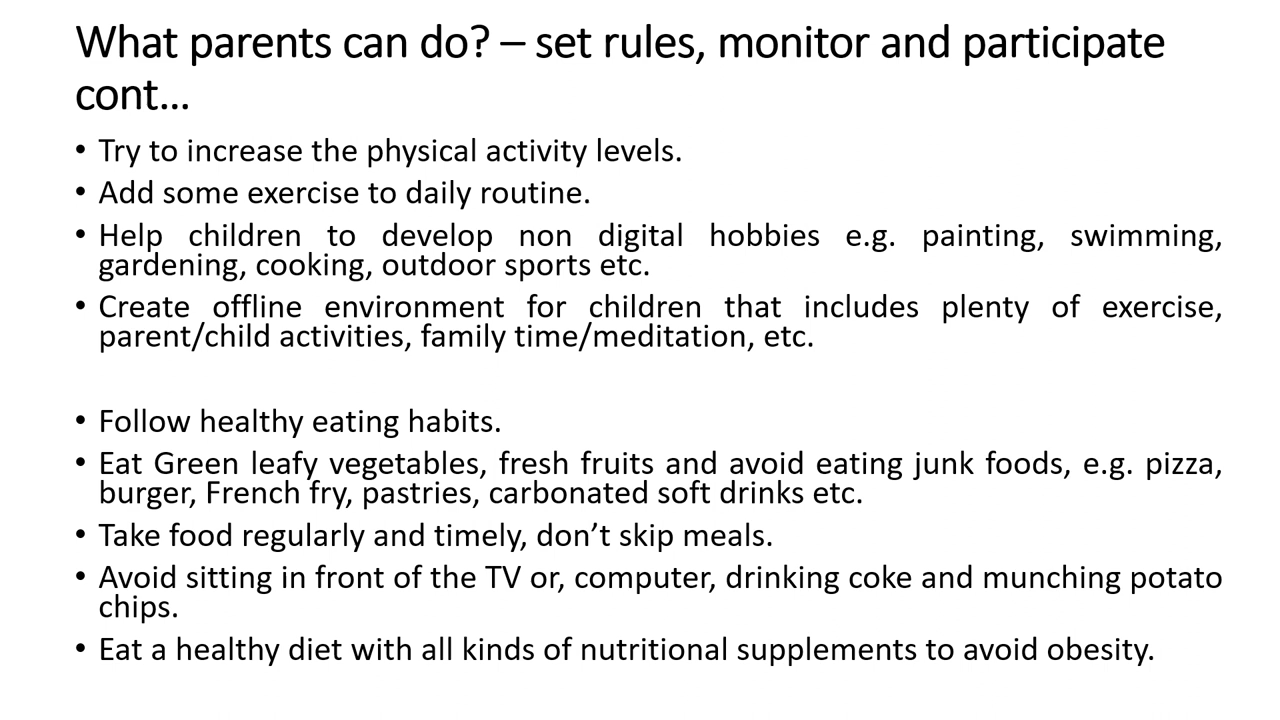 What parents can do? – set rules, monitor and participate
cont…
• Try to increase the physical activity levels.
• Add some exercise to daily routine.
• Help children to develop non digital hobbies e.g. painting, swimming,
gardening, cooking, outdoor sports etc.
• Create offline environment for children that includes plenty of exercise,
parent/child activities, family time/meditation, etc.
• Follow healthy eating habits.
• Eat Green leafy vegetables, fresh fruits and avoid eating junk foods, e.g. pizza,
burger, French fry, pastries, carbonated soft drinks etc.
• Take food regularly and timely, don’t skip meals.
• Avoid sitting in front of the TV or, computer, drinking coke and munching potato
chips.
• Eat a healthy diet with all kinds of nutritional supplements to avoid obesity.